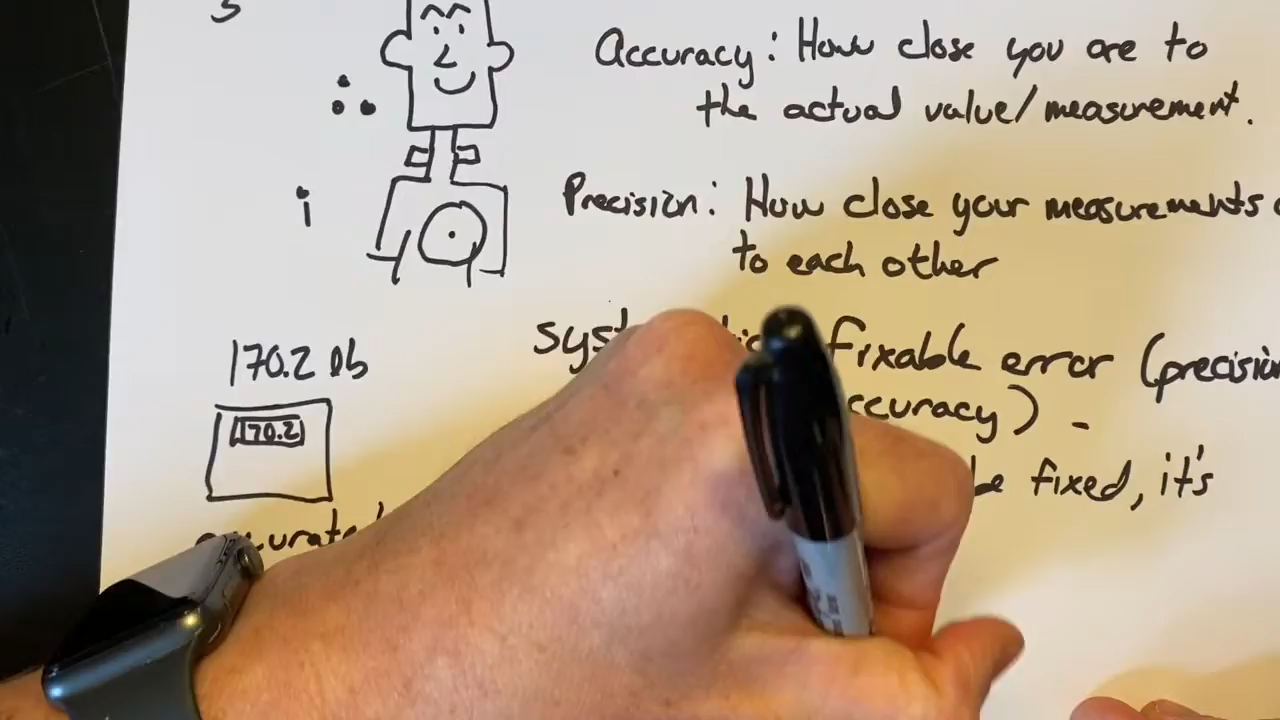 Accuracy: How close you are to
the actual value/measurement.
Precision: How close your measurements
to each other
170.2 lb
170.2
fixable error (precision
be fixed, it's